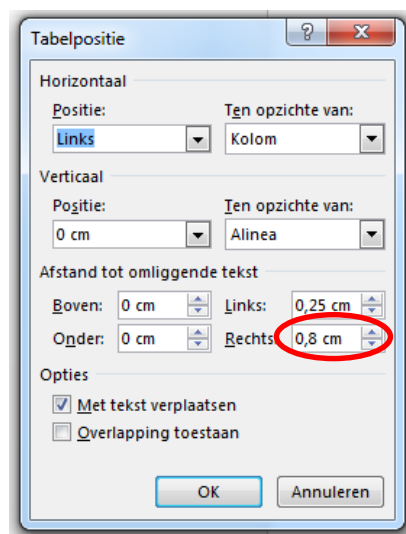 Tabelpositie
Horizontaal
Positie: Ten opzichte van:
Links Kolom
Verticaal
Positie: Ten opzichte van:
0 cm Alinea
Afstand tot omliggende tekst
Boven: 0 cm Links: 0,25 cm
Onder: 0 cm Rechts 0,8 cm
Opties
Met tekst verplaatsen
Overlapping toestaan
OK Annuleren